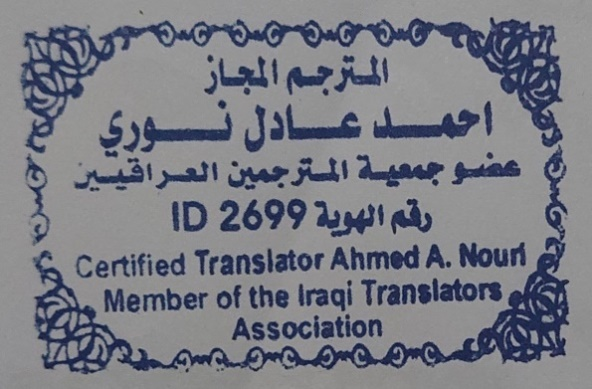 المترجم المجاز
احمد عادل نوري
عضو جمعية المترجمين العراقيين
رقم الهوية ID 2699
Certified Translator Ahmed A. Nouri
Member of the Iraqi Translators
Association